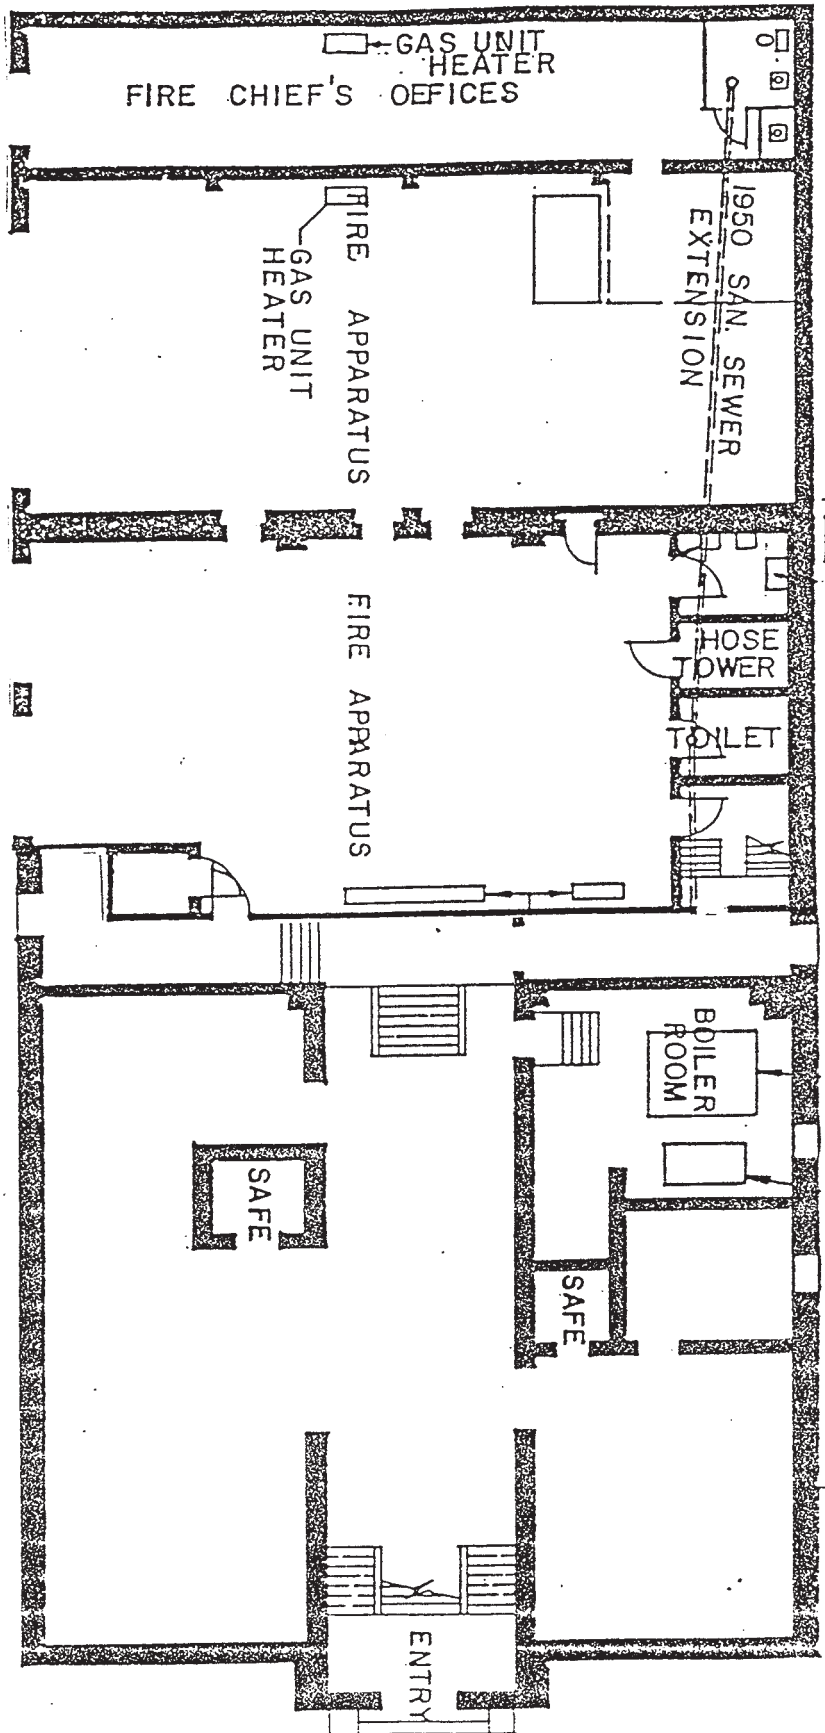 GAS UNIT
HEATER
FIRE CHIEF'S OFFICES
1950 SAN. SEWER
EXTENSION
FIRE APPARATUS
GAS UNIT
HEATER
HOSE
TOWER
TOILET
FIRE APPARATUS
BOILER
ROOM
SAFE
SAFE
ENTRY